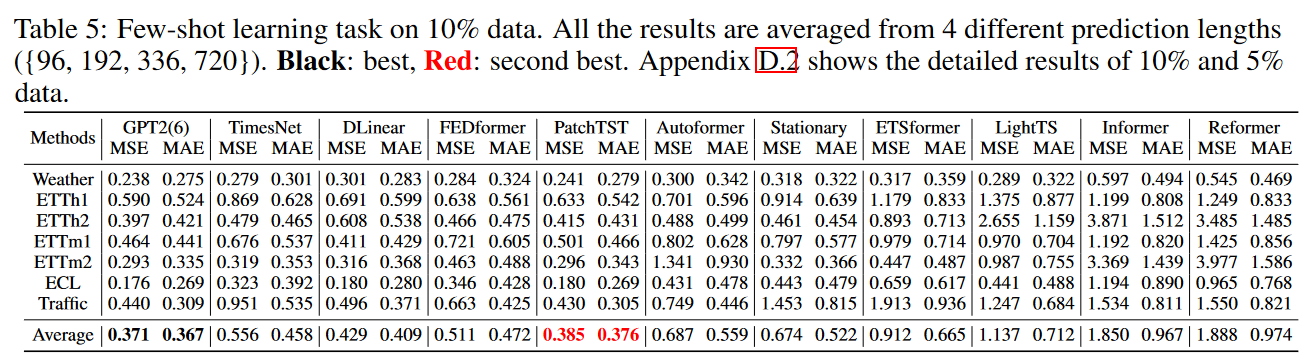 Table 5: Few-shot learning task on 10% data. All the results are averaged from 4 different prediction lengths
({96, 192, 336, 720}). Black: best, Red: second best. Appendix D.2 shows the detailed results of 10% and 5%
data.
Methods GPT2(6) TimesNet DLinear FEDformer PatchTST Autoformer Stationary ETSformer LightTS Informer Reformer
MSE MAE MSE MAE MSE MAE MSE MAE MSE MAE MSE MAE MSE MAE MSE MAE MSE MAE MSE MAE MSE MAE
Weather 0.238 0.275 0.279 0.301 0.301 0.283 0.284 0.324 0.241 0.279 0.300 0.342 0.318 0.322 0.317 0.359 0.289 0.322 0.597 0.494 0.545 0.469
ETTh1 0.590 0.524 0.869 0.628 0.691 0.599 0.638 0.561 0.633 0.542 0.701 0.596 0.914 0.639 1.179 0.833 1.375 0.877 1.199 0.808 1.249 0.833
ETTh2 0.397 0.421 0.479 0.465 0.608 0.538 0.466 0.475 0.415 0.431 0.488 0.499 0.461 0.454 0.893 0.713 2.655 1.159 3.871 1.512 3.485 1.485
ETTm1 0.464 0.441 0.676 0.537 0.411 0.429 0.721 0.605 0.501 0.466 0.802 0.628 0.797 0.577 0.979 0.714 0.970 0.704 1.192 0.820 1.425 0.856
ETTm2 0.293 0.335 0.319 0.353 0.316 0.368 0.463 0.488 0.296 0.343 1.341 0.930 0.332 0.366 0.447 0.487 0.987 0.755 3.369 1.439 3.977 1.586
ECL 0.176 0.269 0.323 0.392 0.180 0.280 0.346 0.428 0.180 0.269 0.431 0.478 0.443 0.479 0.659 0.617 0.441 0.488 1.194 0.890 0.965 0.768
Traffic 0.440 0.309 0.951 0.535 0.496 0.371 0.663 0.425 0.430 0.305 0.749 0.446 1.453 0.815 1.913 0.936 1.247 0.684 1.534 0.811 1.550 0.821
Average 0.371 0.367 0.556 0.458 0.429 0.409 0.511 0.472 0.385 0.376 0.687 0.559 0.674 0.522 0.912 0.665 1.137 0.712 1.850 0.967 1.888 0.974